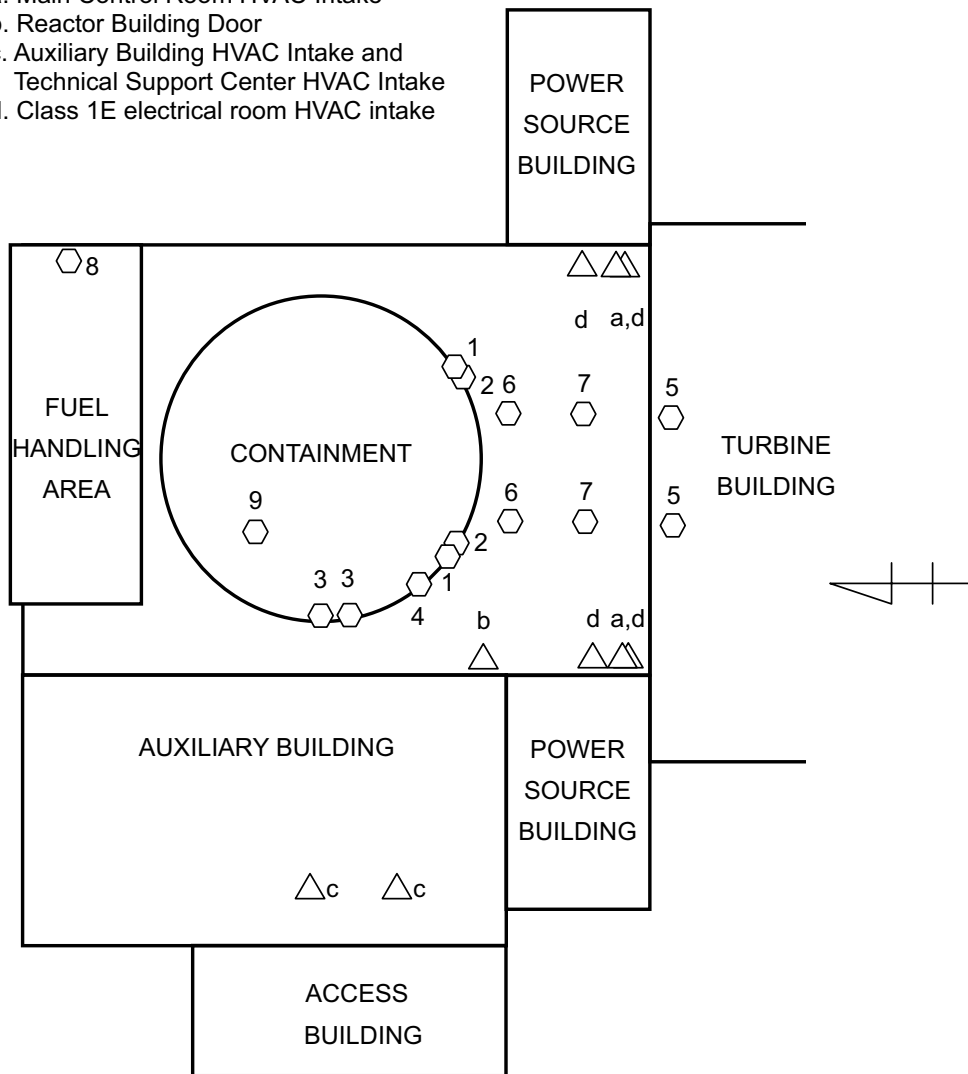 Main Control Room HVAC Intake
Reactor Building Door
Auxiliary Building HVAC Intake and
Technical Support Center HVAC Intake
Class 1E electrical room HVAC intake
POWER
SOURCE
BUILDING
8
d a,d
1
2 6 7 5
FUEL
HANDLING
AREA
CONTAINMENT
TURBINE
BUILDING
9
6 7 5
2
1
3 3
4
b d a,d
AUXILIARY BUILDING
POWER
SOURCE
BUILDING
c c
ACCESS
BUILDING